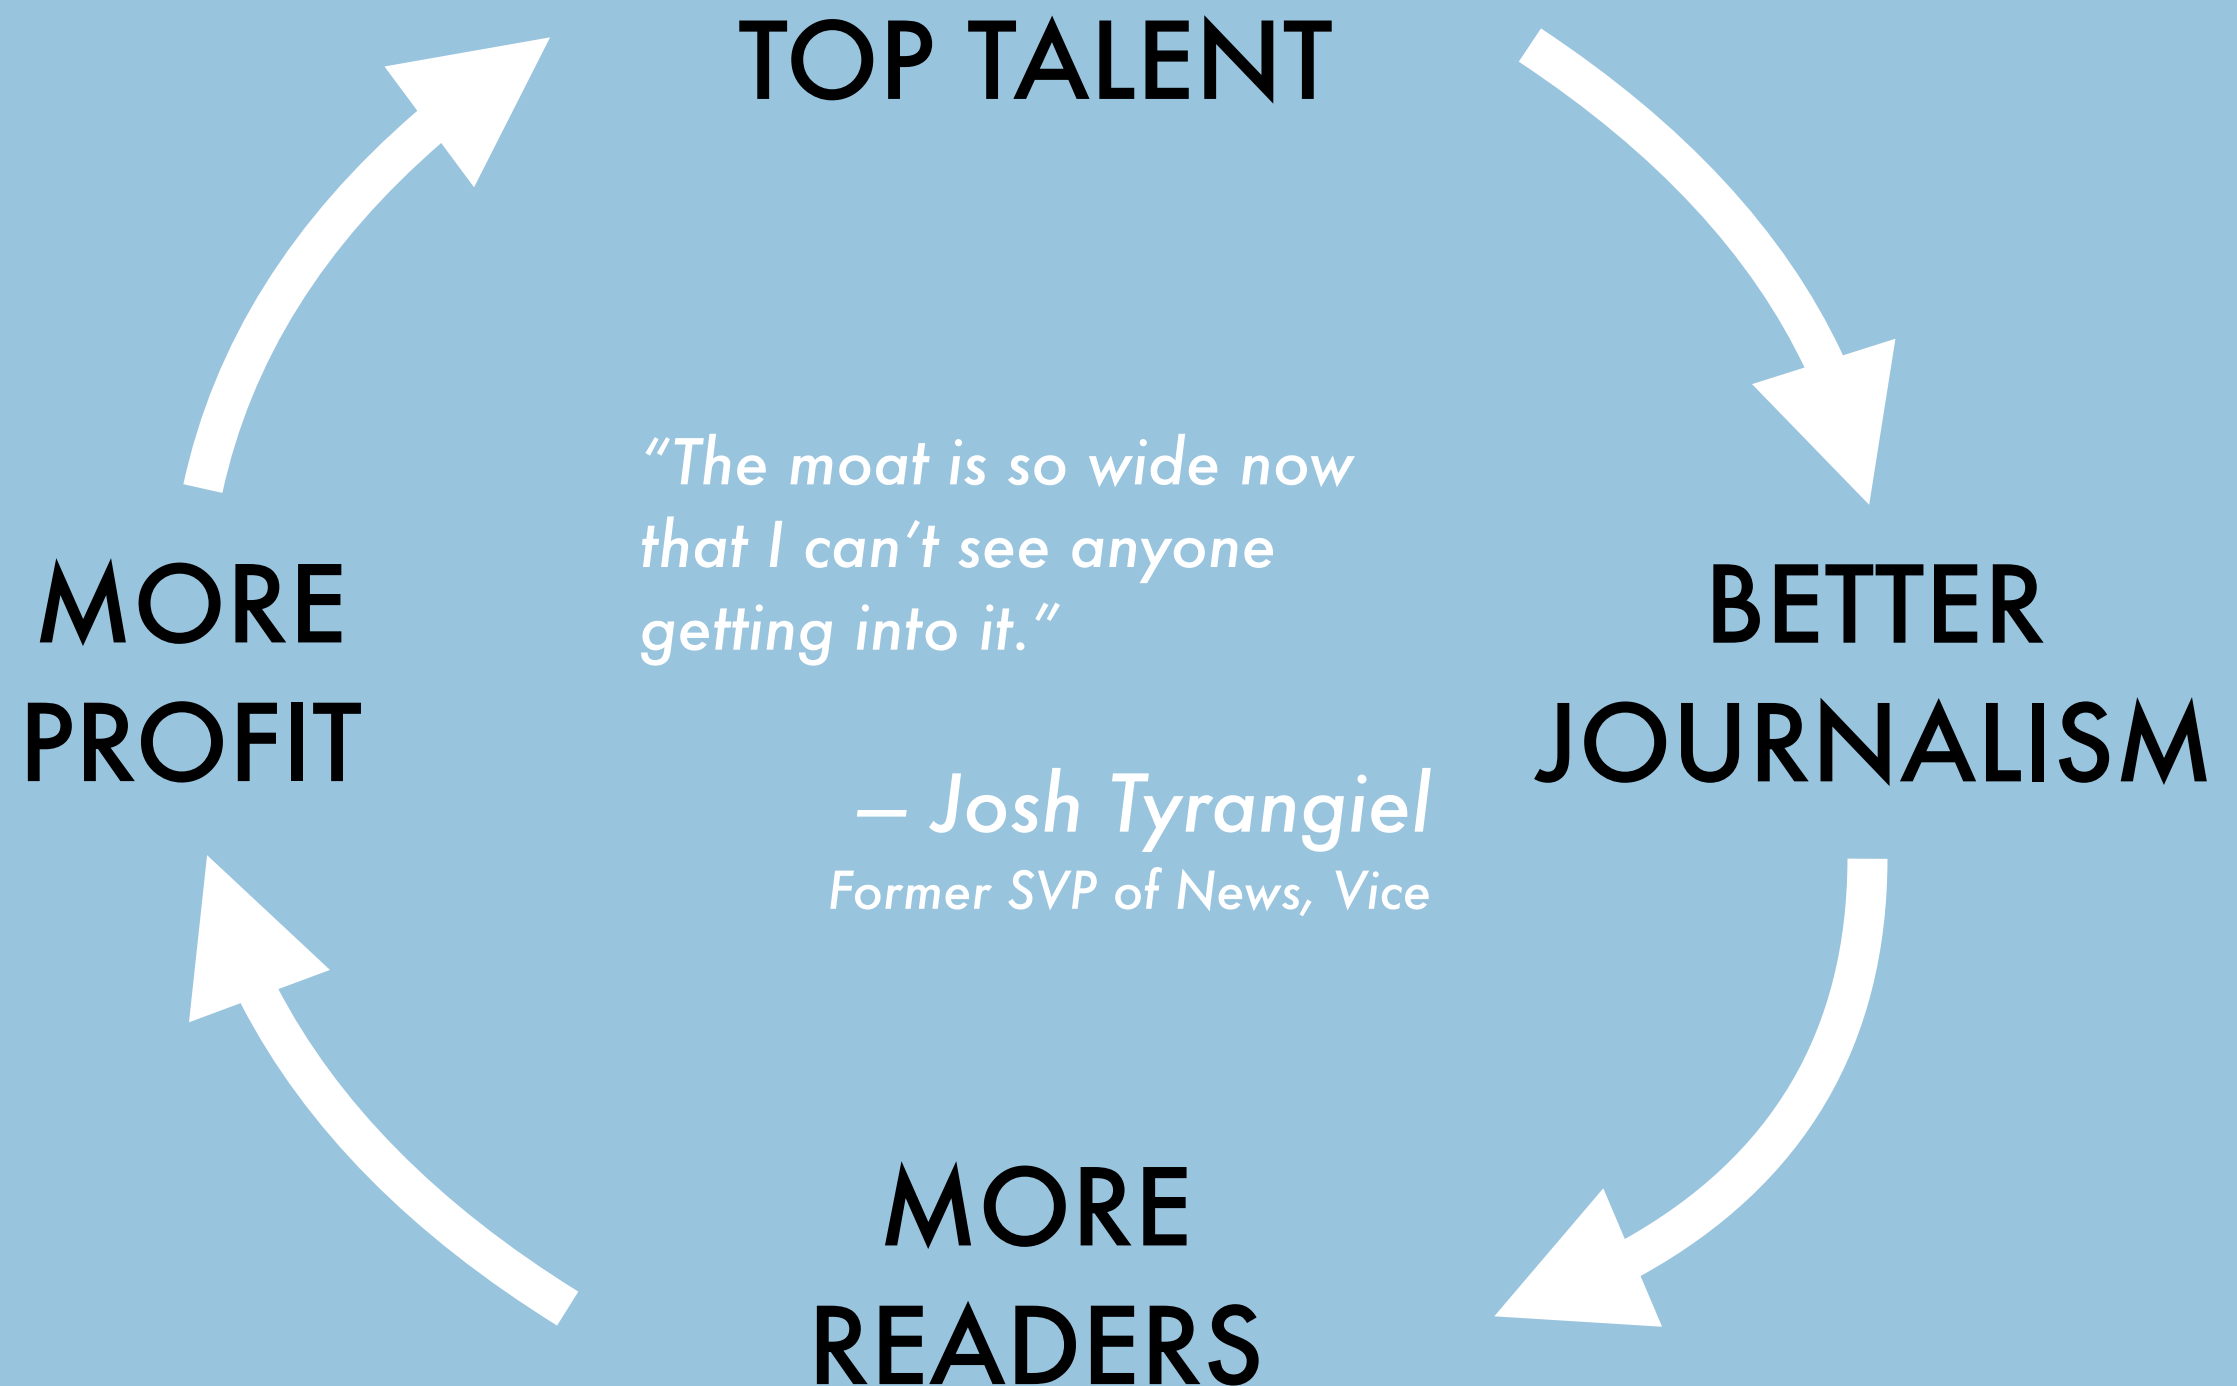 TOP TALENT
“The moat is so wide now
that I can’t see anyone
getting into it.”
— Josh Tyrangiel
Former SVP of News, Vice
MORE
PROFIT
BETTER
JOURNALISM
MORE
READERS